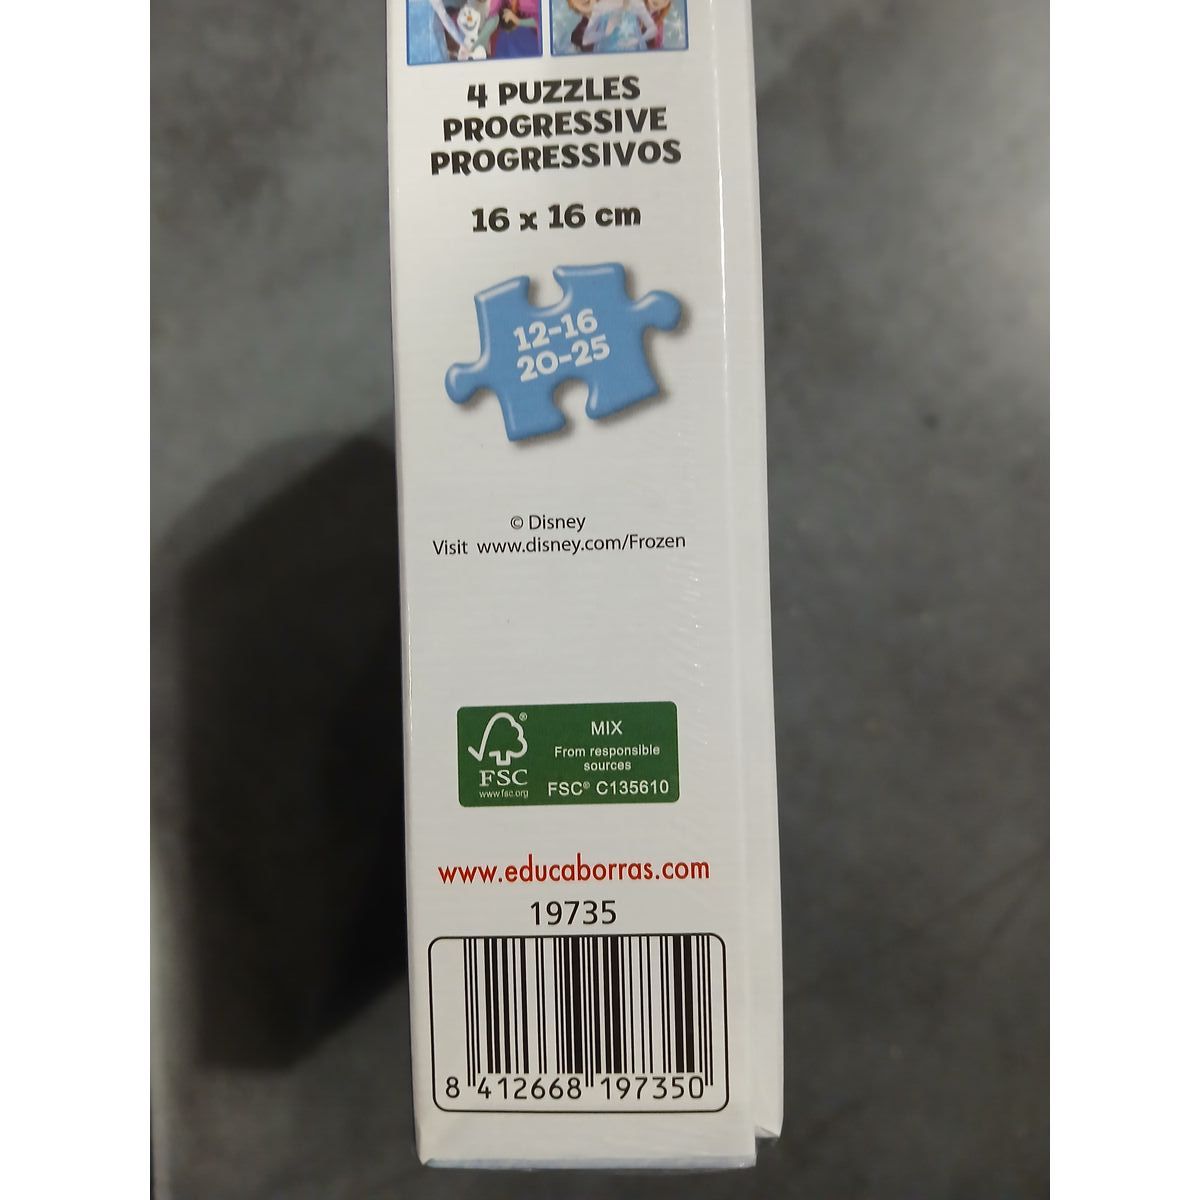 4 PUZZLES
PROGRESSIVE
PROGRESSIVOS
16 x 16 cm
12-16
20-25
© Disney
Visit www.disney.com/Frozen
®
FSC
www.fsc.org
MIX
From responsible
sources
FSC® C135610
www.educaborras.com
19735
8 412668 197350